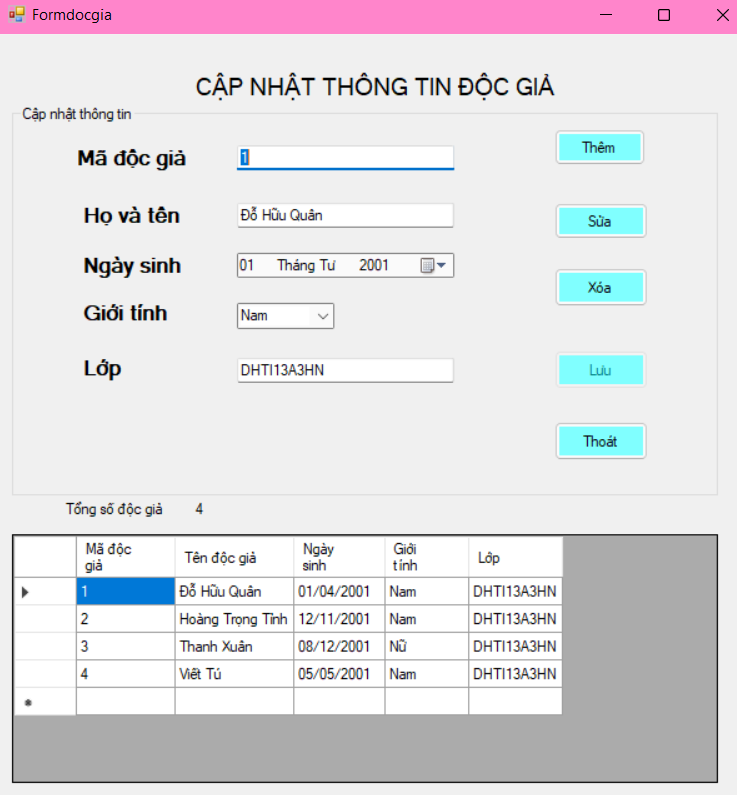 Formdocgia
CẬP NHẬT THÔNG TIN ĐỘC GIẢ
Cập nhật thông tin
Mã độc giả 1 Thêm
Họ và tên Đỗ Hữu Quân Sửa
Ngày sinh 01 Tháng Tư 2001
Xóa
Giới tính Nam
Lớp DHTI13A3HN Lưu
Thoát
Tổng số độc giả 4
Mã độc giả Tên độc giả Ngày sinh Giới tính Lớp
1 Đỗ Hữu Quân 01/04/2001 Nam DHTI13A3HN
2 Hoàng Trọng Tĩnh 12/11/2001 Nam DHTI13A3HN
3 Thanh Xuân 08/12/2001 Nữ DHTI13A3HN
4 Viết Tú 05/05/2001 Nam DHTI13A3HN